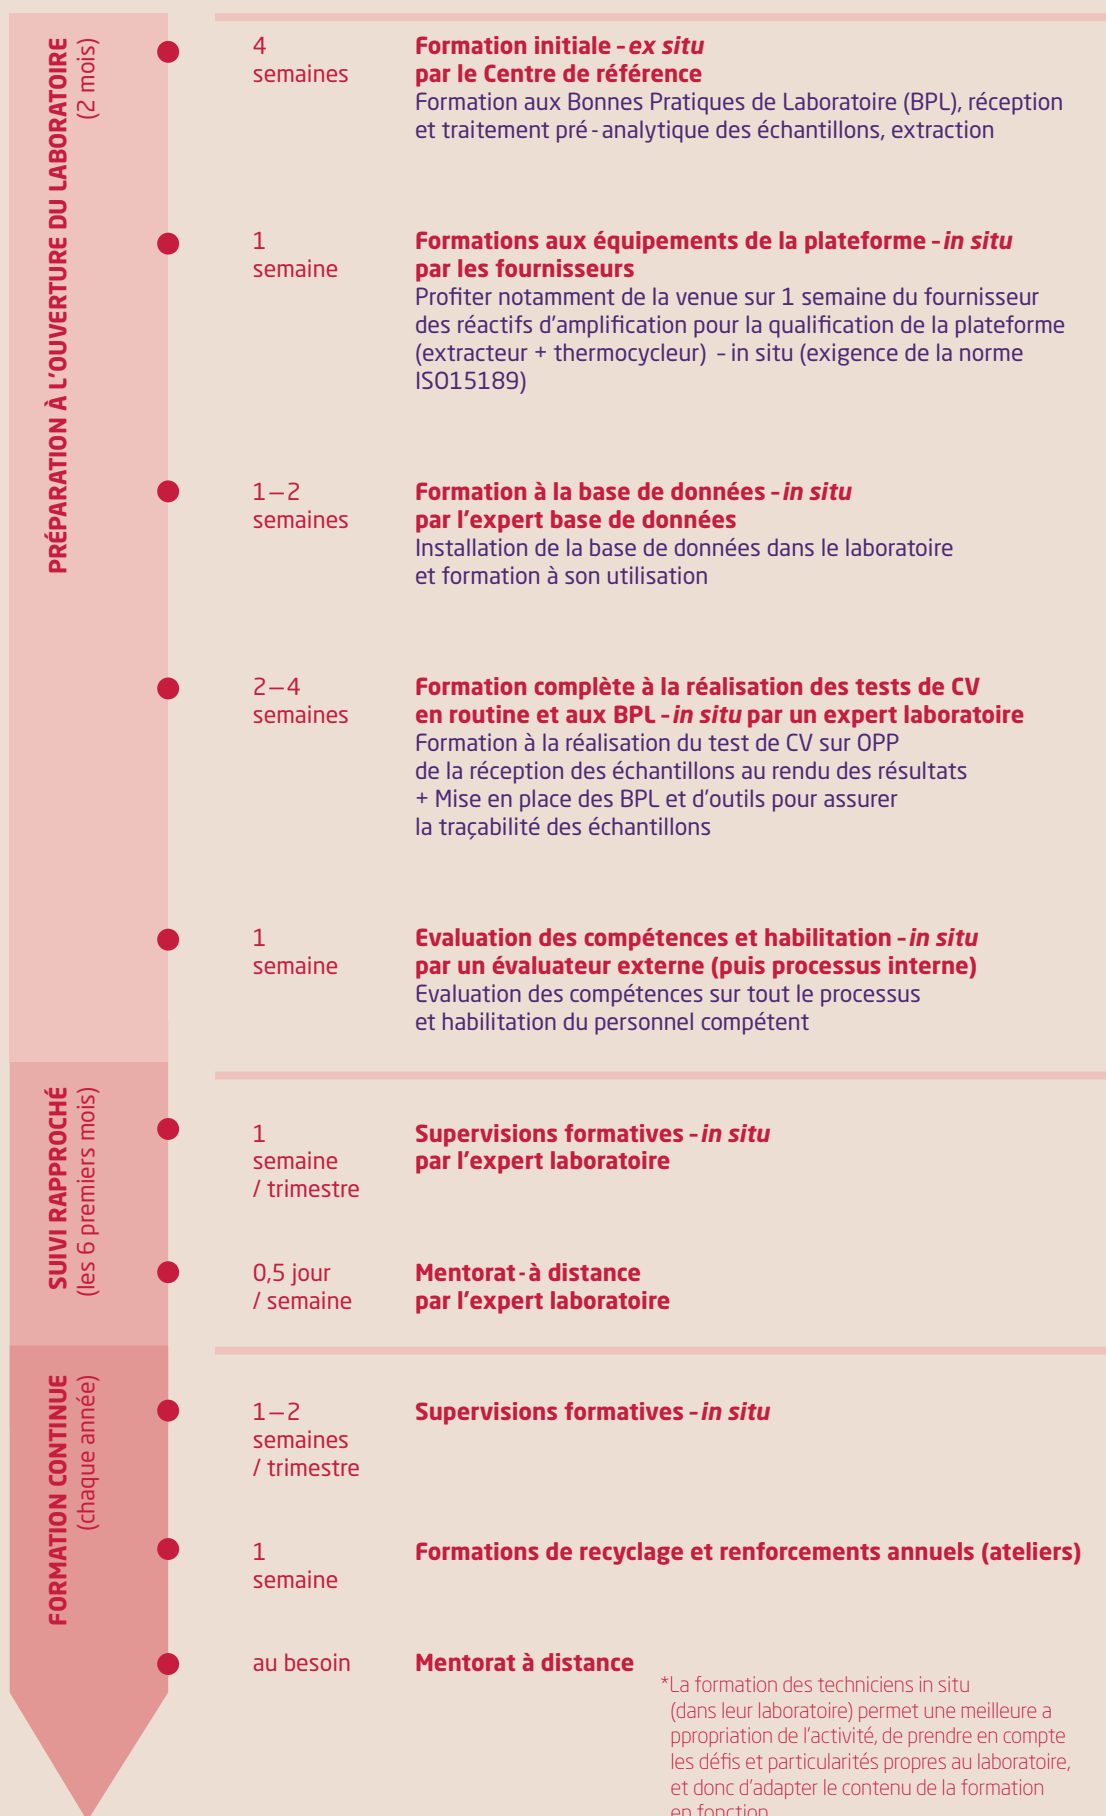 PRÉPARATION À L'OUVERTURE DU LABORATOIRE
(2 mois)
4
semaines
Formation initiale – ex situ
par le Centre de référence
Formation aux Bonnes Pratiques de Laboratoire (BPL), réception
et traitement pré-analytique des échantillons, extraction
1
semaine
Formations aux équipements de la plateforme – in situ
par les fournisseurs
Profiter notamment de la venue sur 1 semaine du fournisseur
des réactifs d'amplification pour la qualification de la plateforme
(extracteur + thermocycleur) – in situ (exigence de la norme
ISO15189)
1—2
semaines
Formation à la base de données – in situ
par l'expert base de données
Installation de la base de données dans le laboratoire
et formation à son utilisation
2—4
semaines
Formation complète à la réalisation des tests de CV
en routine et aux BPL – in situ par un expert laboratoire
Formation à la réalisation du test de CV sur OPP
de la réception des échantillons au rendu des résultats
+ Mise en place des BPL et d'outils pour assurer
la traçabilité des échantillons
1
semaine
Evaluation des compétences et habilitation – in situ
par un évaluateur externe (puis processus interne)
Evaluation des compétences sur tout le processus
et habilitation du personnel compétent
SUIVI RAPPROCHÉ
(les 6 premiers mois)
1
semaine
/ trimestre
Supervisions formatives – in situ
par l'expert laboratoire
0,5 jour
/ semaine
Mentorat - à distance
par l'expert laboratoire
FORMATION CONTINUE
(chaque année)
1—2
semaines
/ trimestre
Supervisions formatives – in situ
1
semaine
Formations de recyclage et renforcements annuels (ateliers)
au besoin
Mentorat à distance
*La formation des techniciens in situ
(dans leur laboratoire) permet une meilleure a
ppropriation de l'activité, de prendre en compte
les défis et particularités propres au laboratoire,
et donc d'adapter le contenu de la formation
en fonction